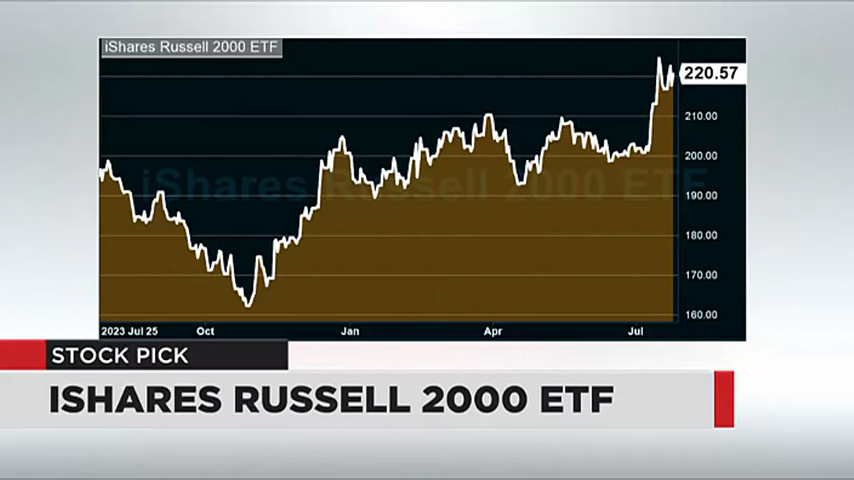 iShares Russell 2000 ETF
220.57
210.00
200.00
iShares Russell 2000 ETF
190.00
180.00
170.00
160.00
2023 Jul 25 Oct Jan Apr Jul
STOCK PICK
ISHARES RUSSELL 2000 ETF